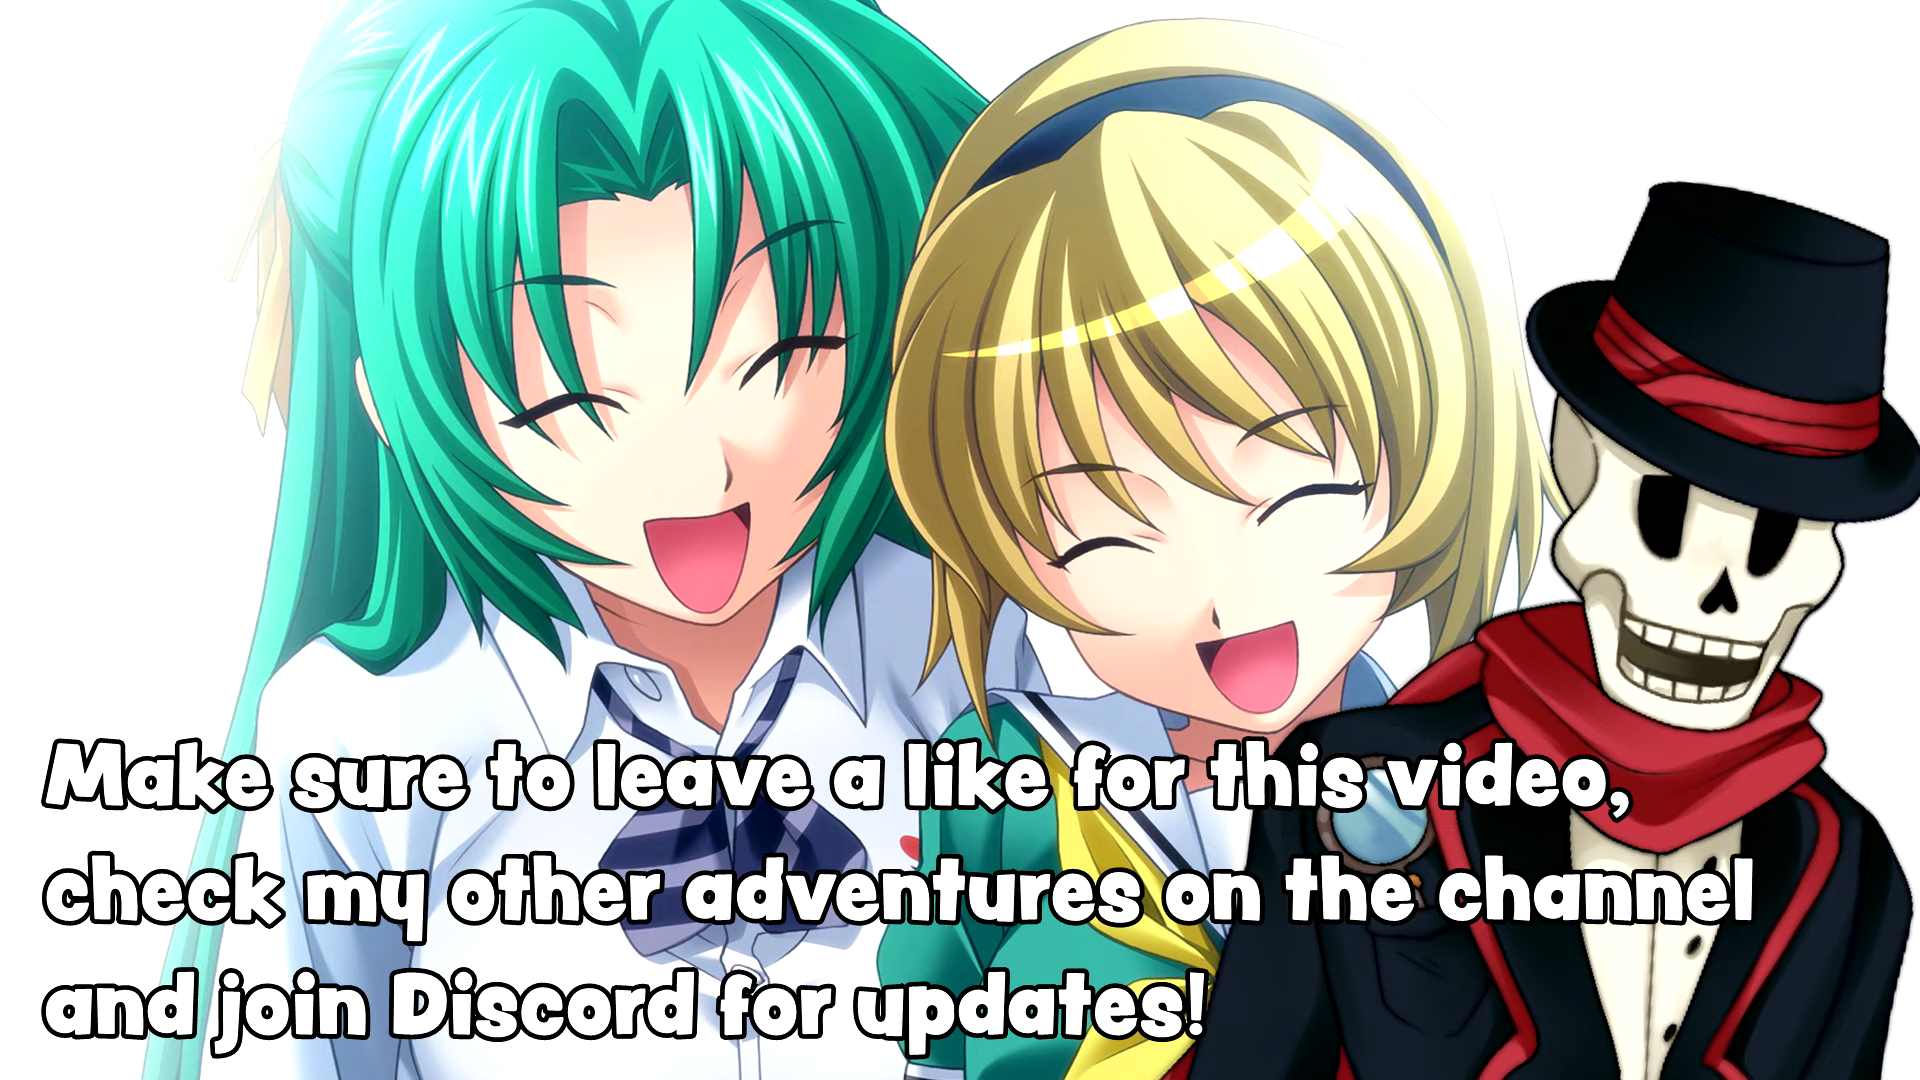 Make sure to leave a like for this video,
check my other adventures on the channel
and join Discord for updates!